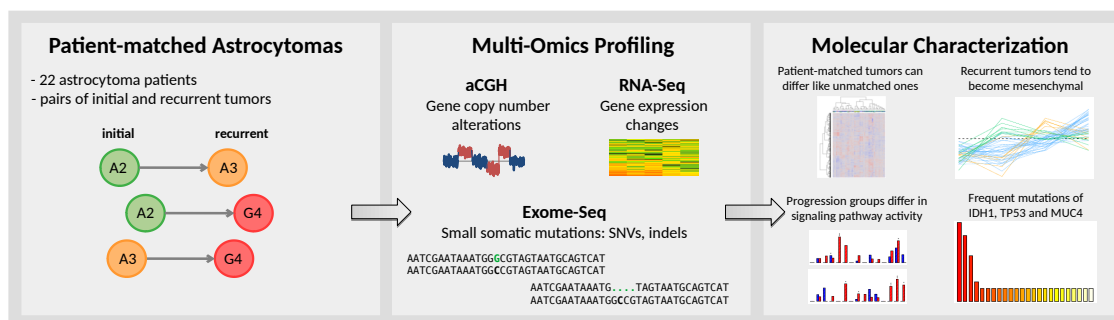 Patient-matched Astrocytomas
- 22 astrocytoma patients
- pairs of initial and recurrent tumors
initial
recurrent
A2
A3
A2
G4
A3
G4
Multi-Omics Profiling
aCGH
Gene copy number
alterations
RNA-Seq
Gene expression
changes
Exome-Seq
Small somatic mutations: SNVs, indels
AATCGAATAAATGGGCGTAGTAATGCAGTCAT
AATCGAATAAATGGCCGTAGTAATGCAGTCAT
AATCGAATAAATG....TAGTAATGCAGTCAT
AATCGAATAAATGGCCGTAGTAATGCAGTCAT
Molecular Characterization
Patient-matched tumors can
differ like unmatched ones
Recurrent tumors tend to
become mesenchymal
Progression groups differ in
signaling pathway activity
Frequent mutations of
IDH1, TP53 and MUC4